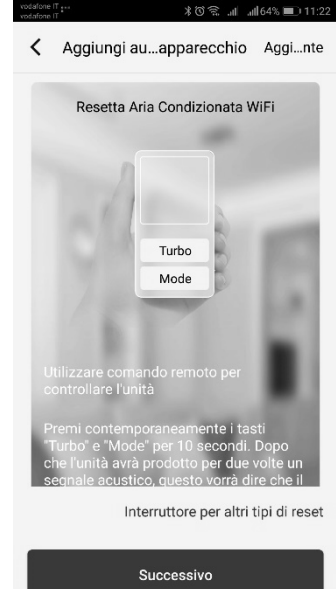 vodafone IT
vodafone IT
64% 11:22
Aggiungi au...apparecchio Aggi...nte
Resetta Aria Condizionata WiFi
Turbo
Mode
Utilizzare comando remoto per
controllare l'unità
Premi contemporaneamente i tasti
"Turbo" e "Mode" per 10 secondi. Dopo
che l'unità avrà prodotto per due volte un
segnale acustico, questo vorrà dire che il
Interruttore per altri tipi di reset
Successivo